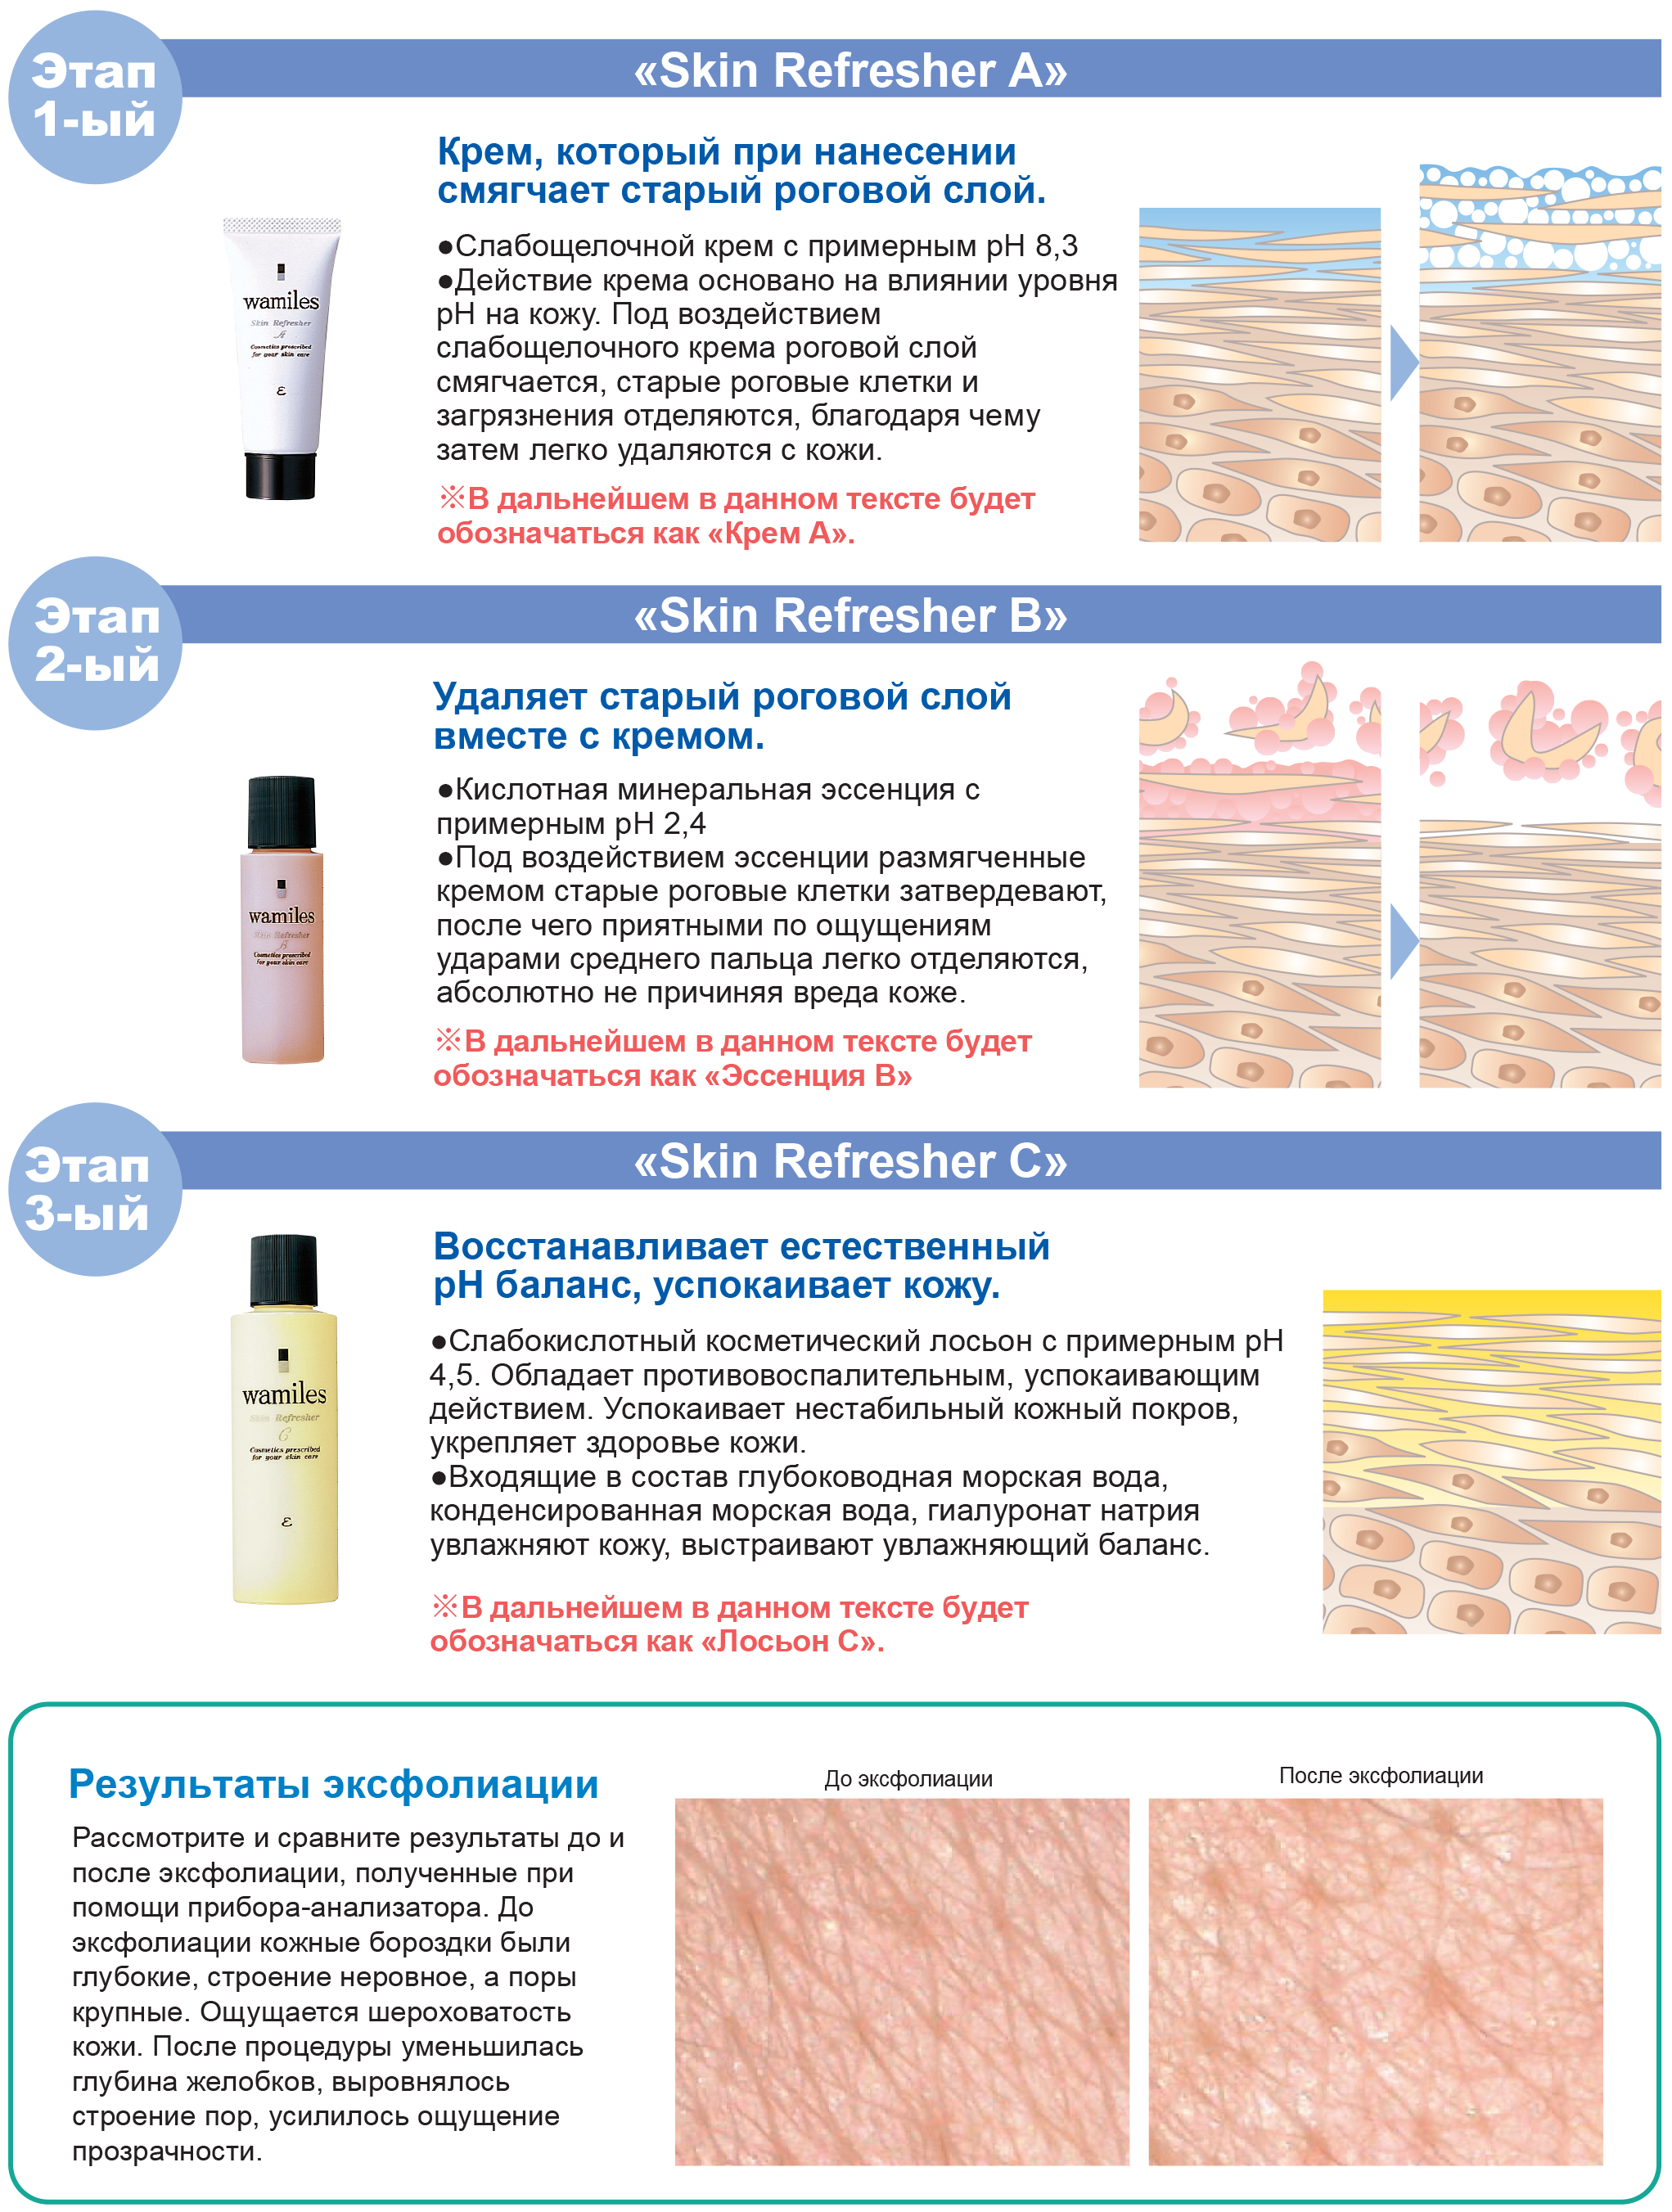 Этап
1-ый
«Skin Refresher A»
Крем, который при нанесении
смягчает старый роговой слой.
●Слабощелочной крем с примерным pH 8,3
●Действие крема основано на влиянии уровня
pH на кожу. Под воздействием
слабощелочного крема роговой слой
смягчается, старые роговые клетки и
загрязнения отделяются, благодаря чему
затем легко удаляются с кожи.
※В дальнейшем в данном тексте будет
обозначаться как «Крем А».
wamiles
Skin Refresher
A
Cosmetics prescribed
for your skin care
ε
Этап
2-ый
«Skin Refresher B»
Удаляет старый роговой слой
вместе с кремом.
●Кислотная минеральная эссенция с
примерным pH 2,4
●Под воздействием эссенции размягченные
кремом старые роговые клетки затвердевают,
после чего приятными по ощущениям
ударами среднего пальца легко отделяются,
абсолютно не причиняя вреда коже.
※В дальнейшем в данном тексте будет
обозначаться как «Эссенция В»
wamiles
Skin Refresher
B
Cosmetics prescribed
for your skin care
Этап
3-ый
«Skin Refresher C»
Восстанавливает естественный
pH баланс, успокаивает кожу.
●Слабокислотный косметический лосьон с примерным pH
4,5. Обладает противовоспалительным, успокаивающим
действием. Успокаивает нестабильный кожный покров,
укрепляет здоровье кожи.
●Входящие в состав глубоководная морская вода,
конденсированная морская вода, гиалуронат натрия
увлажняют кожу, выстраивают увлажняющий баланс.
※В дальнейшем в данном тексте будет
обозначаться как «Лосьон С».
wamiles
Skin Refresher
C
Cosmetics prescribed
for your skin care
ε
Результаты эксфолиации
Рассмотрите и сравните результаты до и
после эксфолиации, полученные при
помощи прибора-анализатора. До
эксфолиации кожные бороздки были
глубокие, строение неровное, а поры
крупные. Ощущается шероховатость
кожи. После процедуры уменьшилась
глубина желобков, выровнялось
строение пор, усилилось ощущение
прозрачности.
До эксфолиации
После эксфолиации